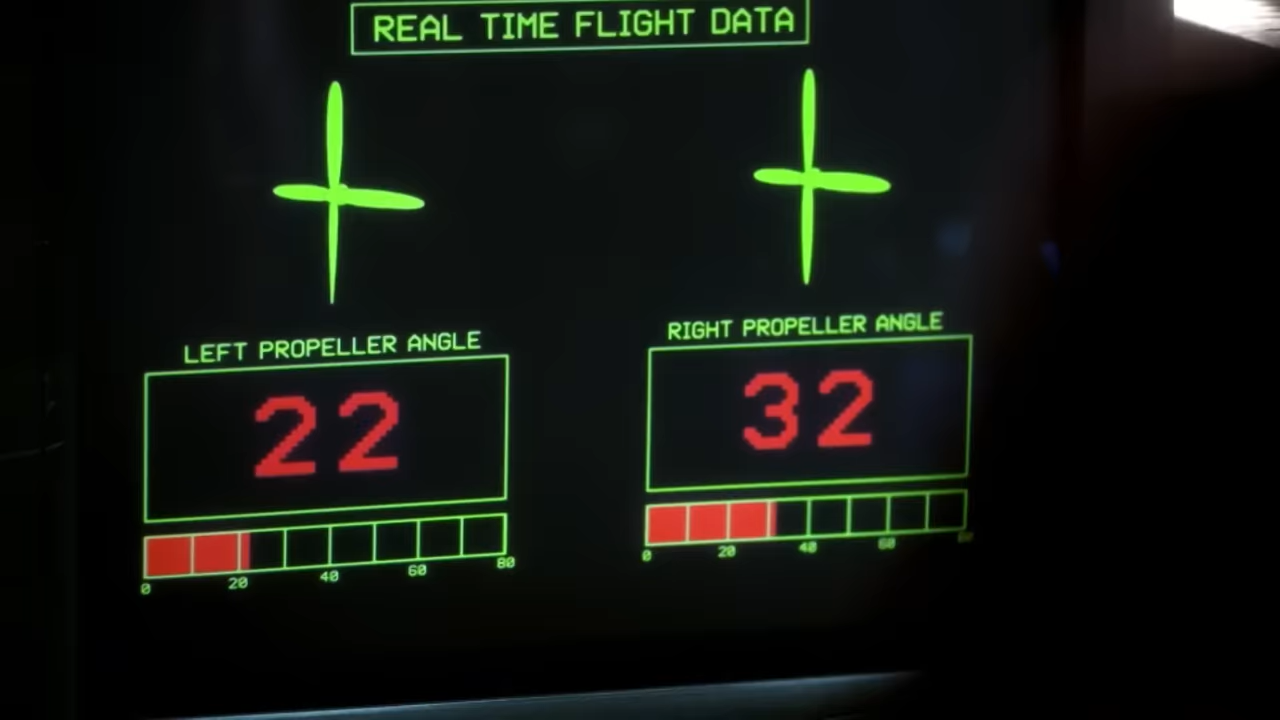 REAL TIME FLIGHT DATA
LEFT PROPELLER ANGLE
22
0 20 40 60 80
RIGHT PROPELLER ANGLE
32
0 20 40 60